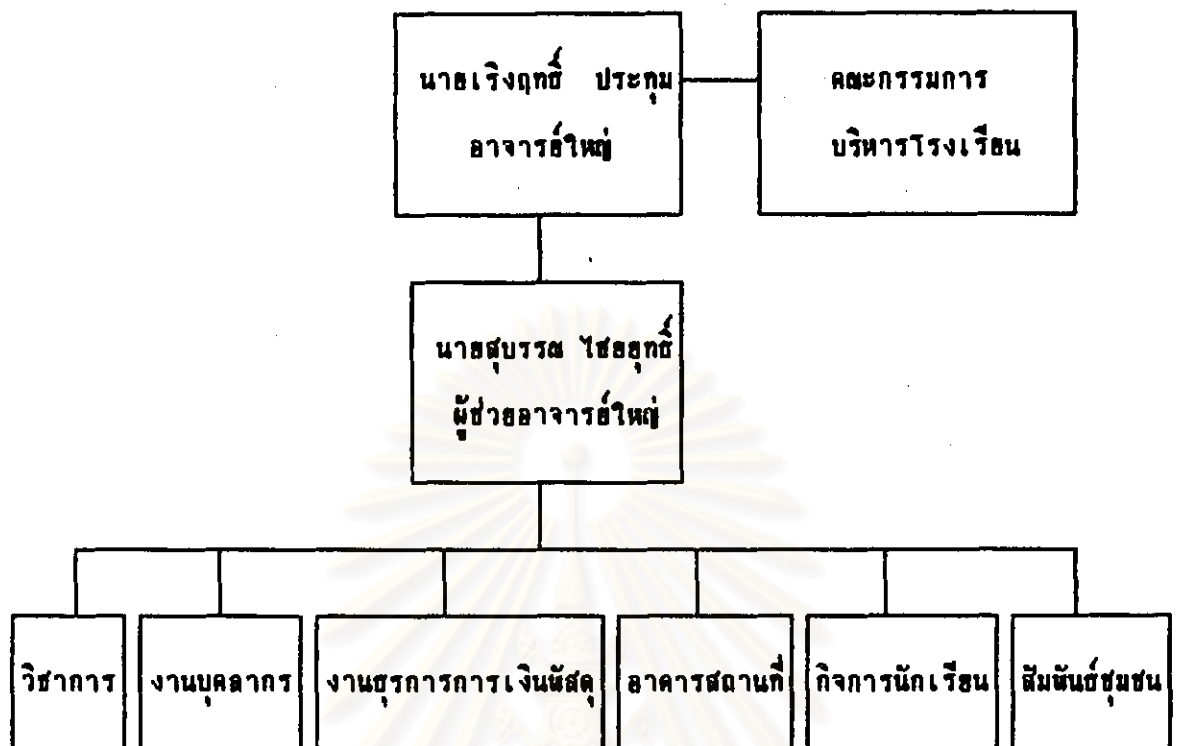 นายเริงฤทธิ์ ประทุม
อาจารย์ใหญ่
คณะกรรมการ
บริหารโรงเรียน
นายสุบรรณ ไชยยุทธิ์
ผู้ช่วยอาจารย์ใหญ่
วิชาการ
งานบุคลากร
งานธุรการการเงินพัสดุ
อาคารสถานที่
กิจการนักเรียน
สัมพันธ์ชุมชน